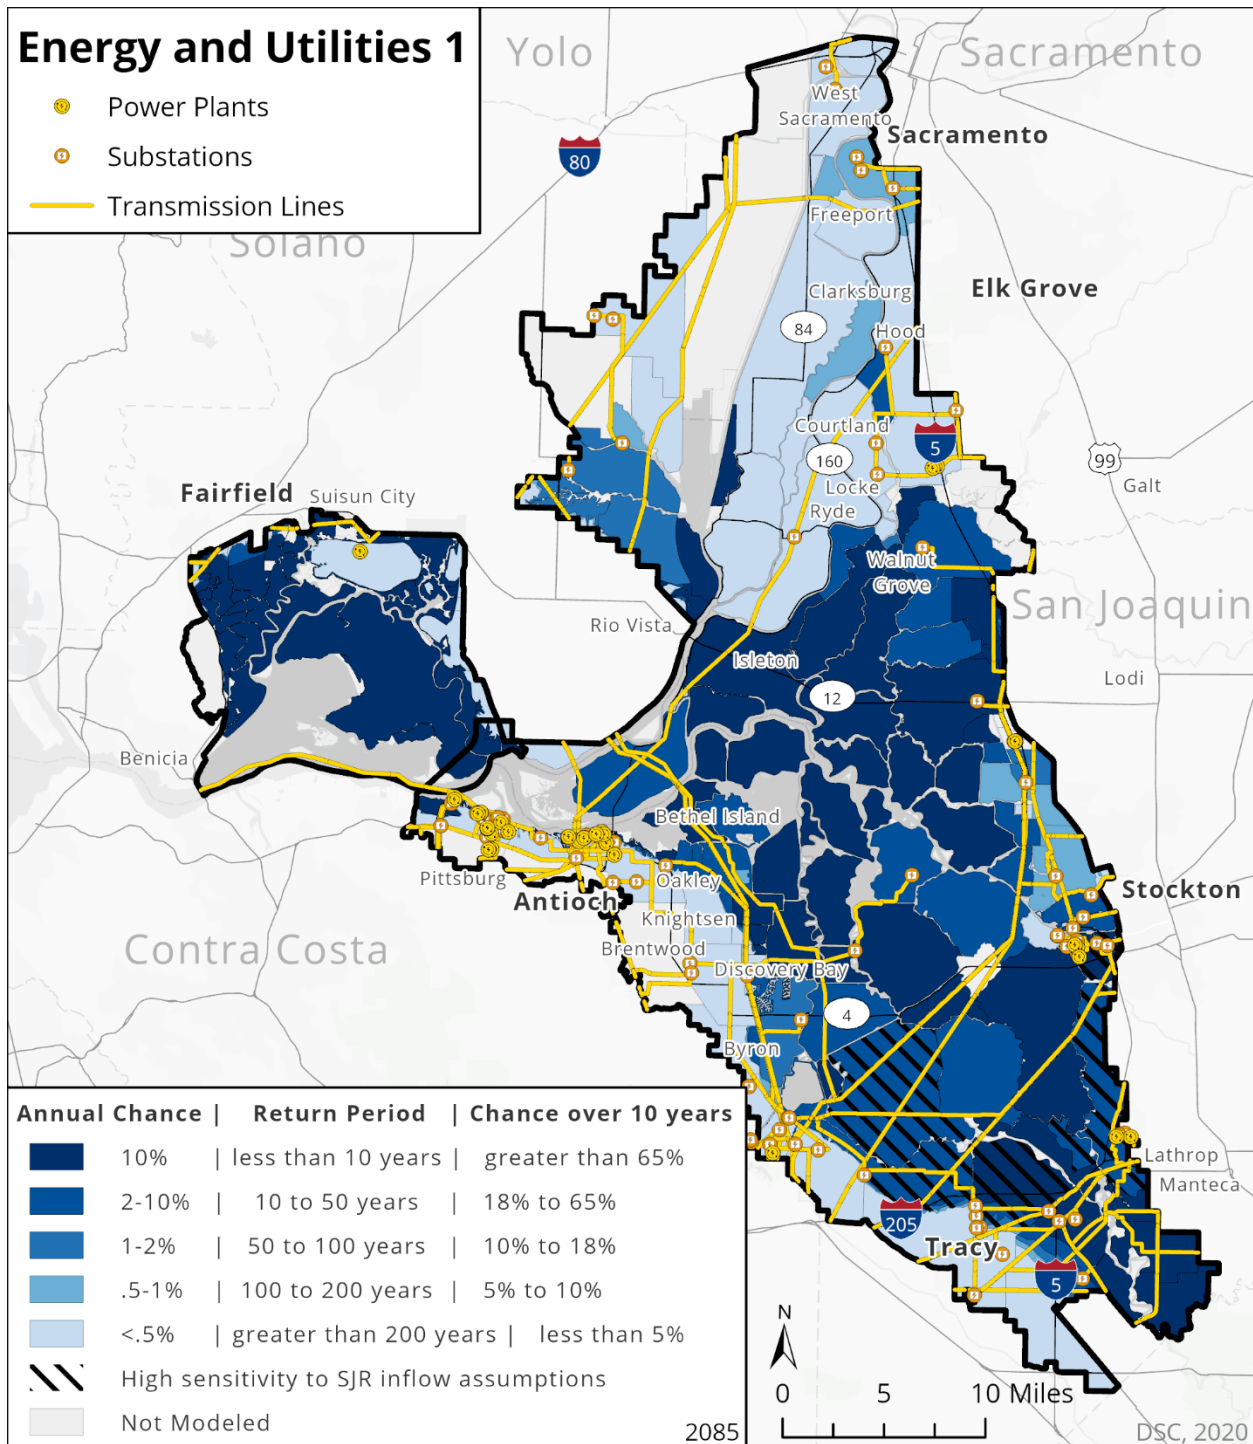 Energy and Utilities 1
Power Plants
Substations
Transmission Lines
Yolo
Sacramento
80
West
Sacramento
Sacramento
Freeport
Solano
Elk Grove
Clarksburg
84
Hood
Courtland
5
160
99
Locke
Galt
Fairfield
Suisun City
Ryde
Walnut
Grove
San Joaquin
Rio Vista
Isleton
Lodi
12
Benicia
Bethel Island
Pittsburg
Oakley
Antioch
Stockton
Knightsen
Contra Costa
Brentwood
Discovery Bay
4
Byron
Lathrop
Manteca
205
Tracy
5
Annual Chance | Return Period | Chance over 10 years
10% | less than 10 years | greater than 65%
2-10% | 10 to 50 years | 18% to 65%
1-2% | 50 to 100 years | 10% to 18%
.5-1% | 100 to 200 years | 5% to 10%
<.5% | greater than 200 years | less than 5%
High sensitivity to SJR inflow assumptions
Not Modeled
2085
N
0 5 10 Miles
DSC, 2020